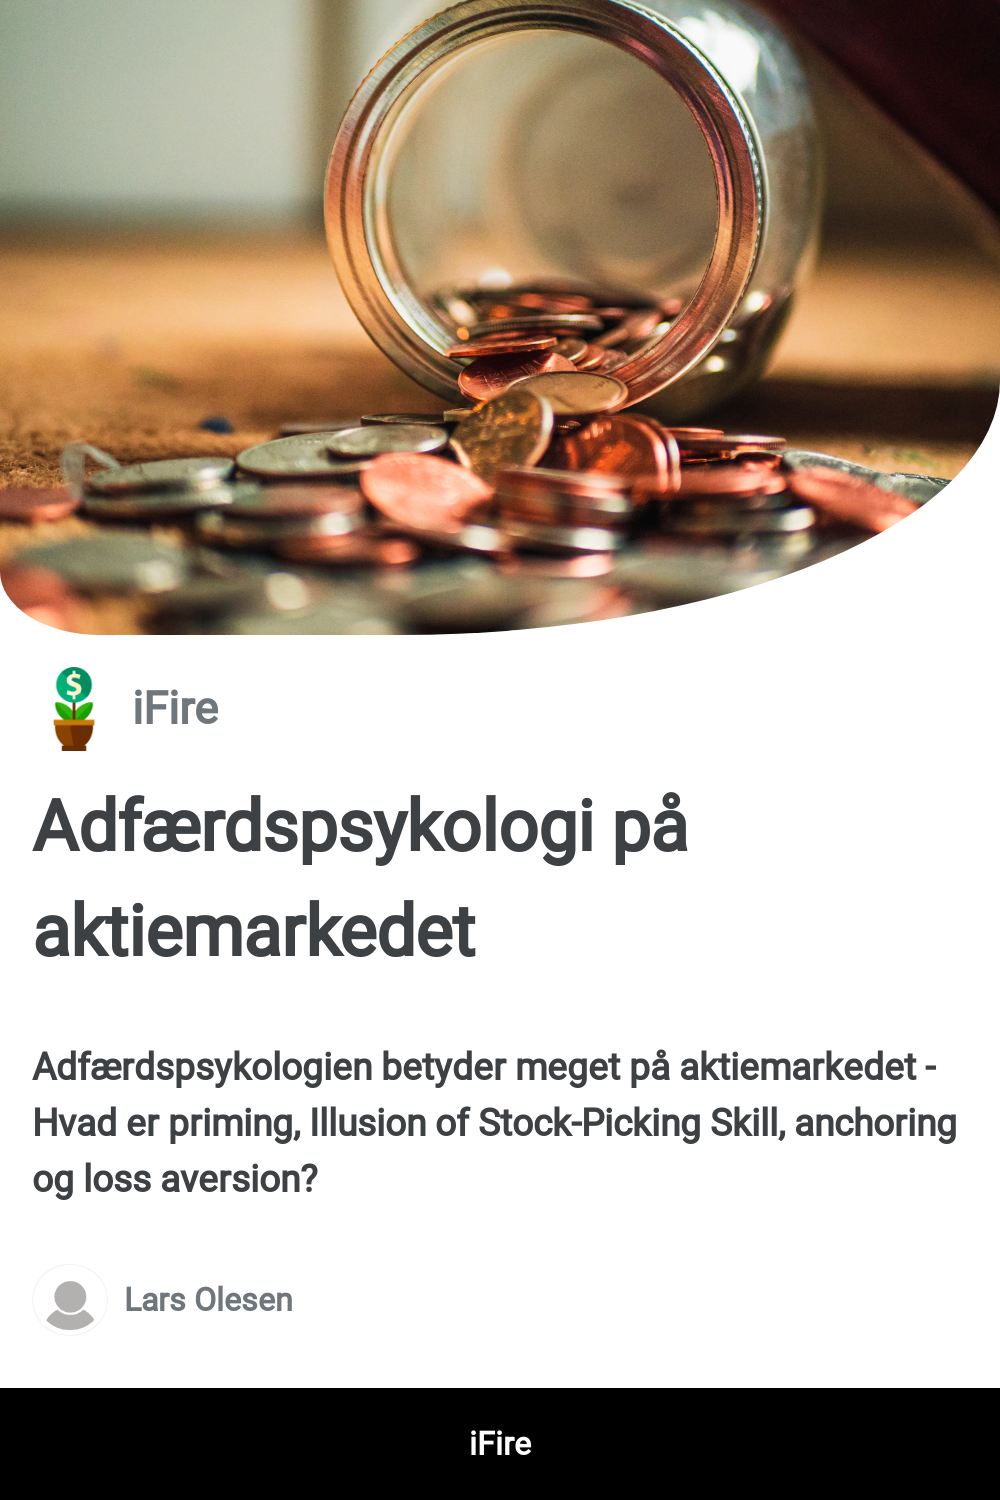 $
iFire
Adfærdspsykologi på
aktiemarkedet
Adfærdspsykologien betyder meget på aktiemarkedet -
Hvad er priming, Illusion of Stock-Picking Skill, anchoring
og loss aversion?
Lars Olesen
iFire